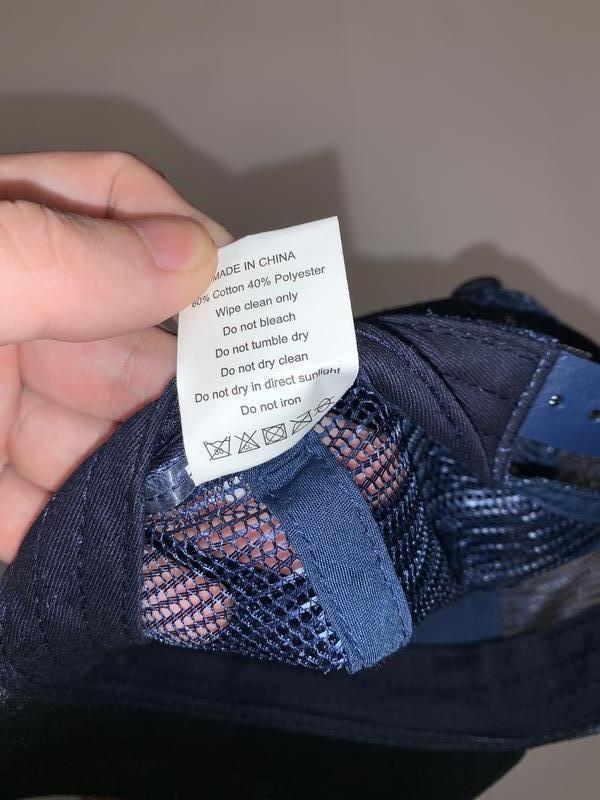 MADE IN CHINA
60% Cotton 40% Polyester
Wipe clean only
Do not bleach
Do not tumble dry
Do not dry clean
Do not dry in direct sunlight
Do not iron